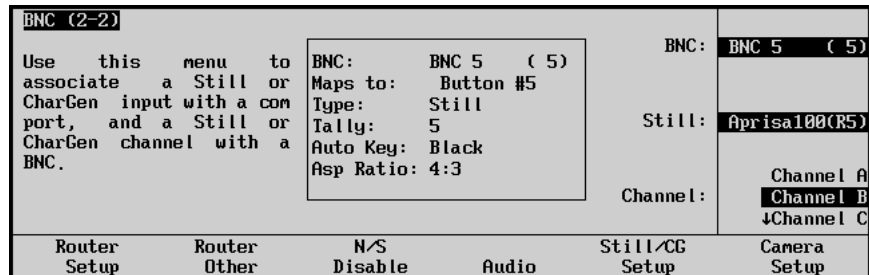 BNC (2-2)
Use this menu to
associate a Still or
CharGen input with a com
port, and a Still or
CharGen channel with a
BNC.
BNC: BNC 5 ( 5)
Maps to: Button #5
Type: Still
Tally: 5
Auto Key: Black
Asp Ratio: 4:3
BNC: BNC 5 ( 5)
Still: Aprisa100(R5)
Channel A
Channel: Channel B
↓Channel C
Router Setup
Router Other
N/S Disable
Audio
Still/CG Setup
Camera Setup